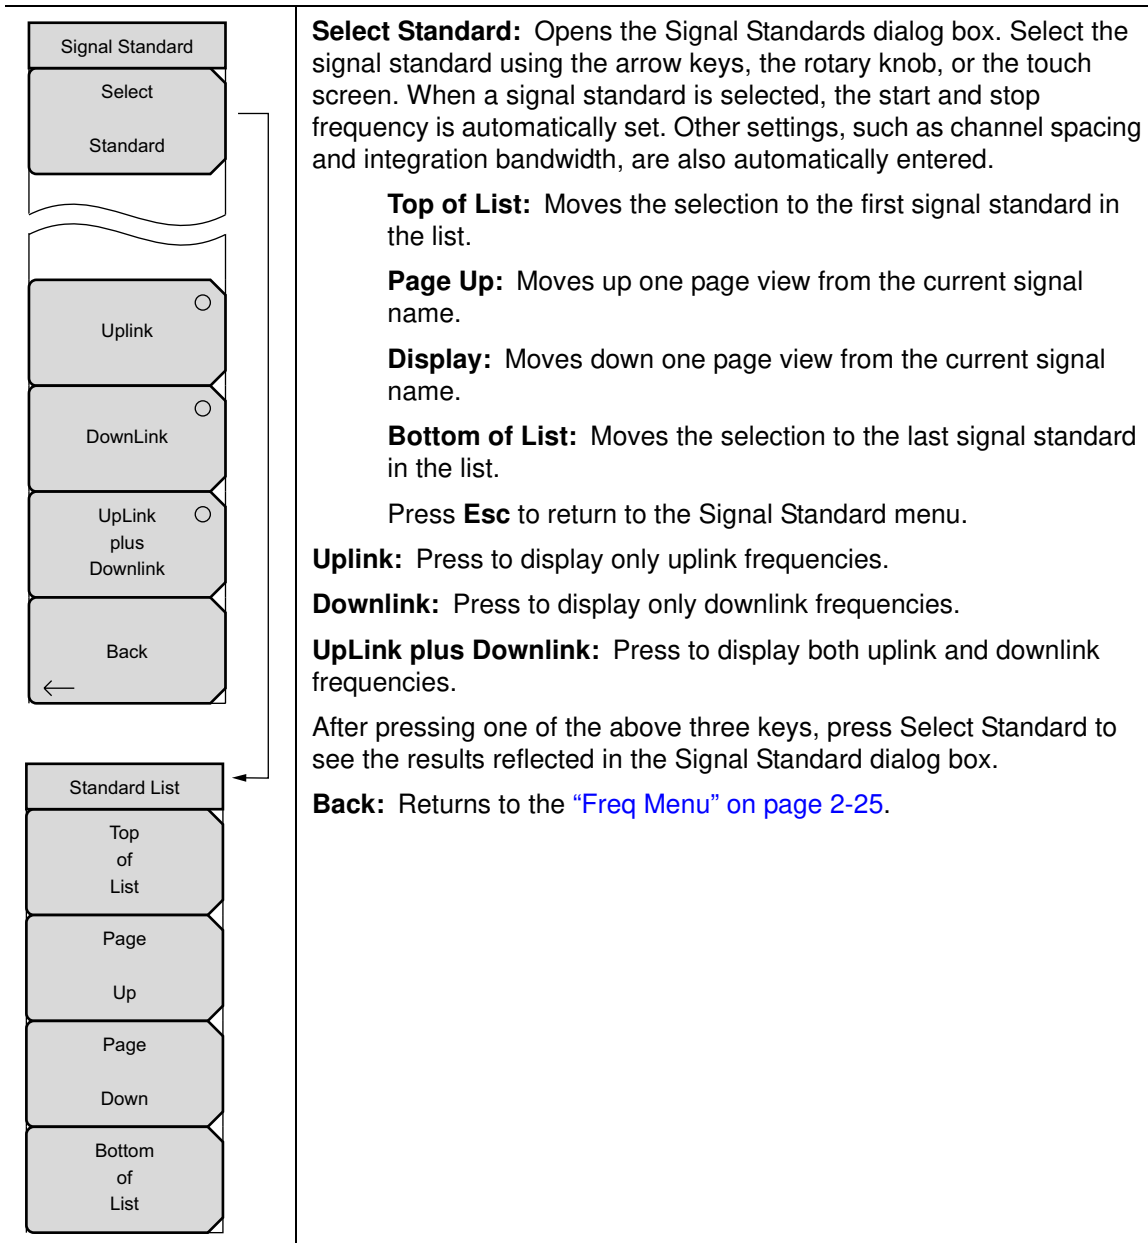 Signal Standard
Select
Standard
Uplink
DownLink
UpLink
plus
Downlink
Back
Standard List
Top
of
List
Page
Up
Page
Down
Bottom
of
List
Select Standard: Opens the Signal Standards dialog box. Select the
signal standard using the arrow keys, the rotary knob, or the touch
screen. When a signal standard is selected, the start and stop
frequency is automatically set. Other settings, such as channel spacing
and integration bandwidth, are also automatically entered.
Top of List: Moves the selection to the first signal standard in
the list.
Page Up: Moves up one page view from the current signal
name.
Display: Moves down one page view from the current signal
name.
Bottom of List: Moves the selection to the last signal standard
in the list.
Press Esc to return to the Signal Standard menu.
Uplink: Press to display only uplink frequencies.
Downlink: Press to display only downlink frequencies.
UpLink plus Downlink: Press to display both uplink and downlink
frequencies.
After pressing one of the above three keys, press Select Standard to
see the results reflected in the Signal Standard dialog box.
Back: Returns to the “Freq Menu” on page 2-25.